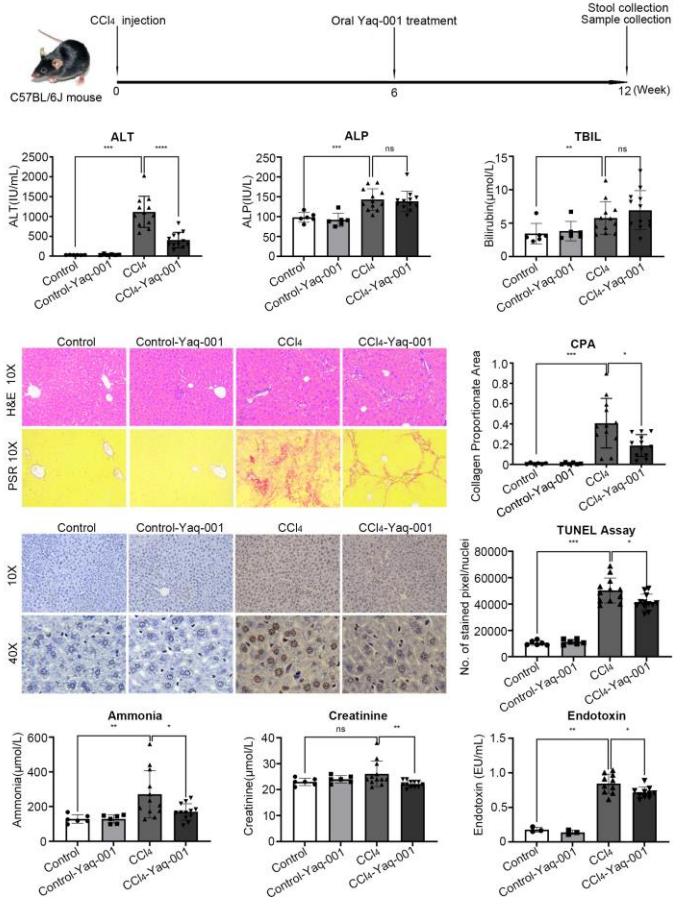 CCl₄ injection
Oral Yaq-001 treatment
Stool collection
Sample collection
C57BL/6J mouse
0
6
12 (Week)
ALT
*** ****
ALT(IU/mL)
2500
2000
1500
1000
500
0
Control
Control-Yaq-001
CCl₄
CCl₄-Yaq-001
ALP
*** ns
ALP(IU/L)
250
200
150
100
50
0
Control
Control-Yaq-001
CCl₄
CCl₄-Yaq-001
TBIL
** ns
Bilirubin(μmol/L)
15
10
5
0
Control
Control-Yaq-001
CCl₄
CCl₄-Yaq-001
Control Control-Yaq-001 CCl₄ CCl₄-Yaq-001
H&E 10X
PSR 10X
CPA
*** *
Collagen Proportionate Area
1.0
0.8
0.6
0.4
0.2
0
Control
Control-Yaq-001
CCl₄
CCl₄-Yaq-001
Control Control-Yaq-001 CCl₄ CCl₄-Yaq-001
10X
40X
TUNEL Assay
*** *
No. of stained pixel/nuclei
80000
60000
40000
20000
0
Control
Control-Yaq-001
CCl₄
CCl₄-Yaq-001
Ammonia
** *
Ammonia(μmol/L)
600
400
200
0
Control
Control-Yaq-001
CCl₄
CCl₄-Yaq-001
Creatinine
ns **
Creatinine(μmol/L)
40
30
20
10
0
Control
Control-Yaq-001
CCl₄
CCl₄-Yaq-001
Endotoxin
** *
Endotoxin (EU/mL)
1.5
1.0
0.5
0
Control
Control-Yaq-001
CCl₄
CCl₄-Yaq-001